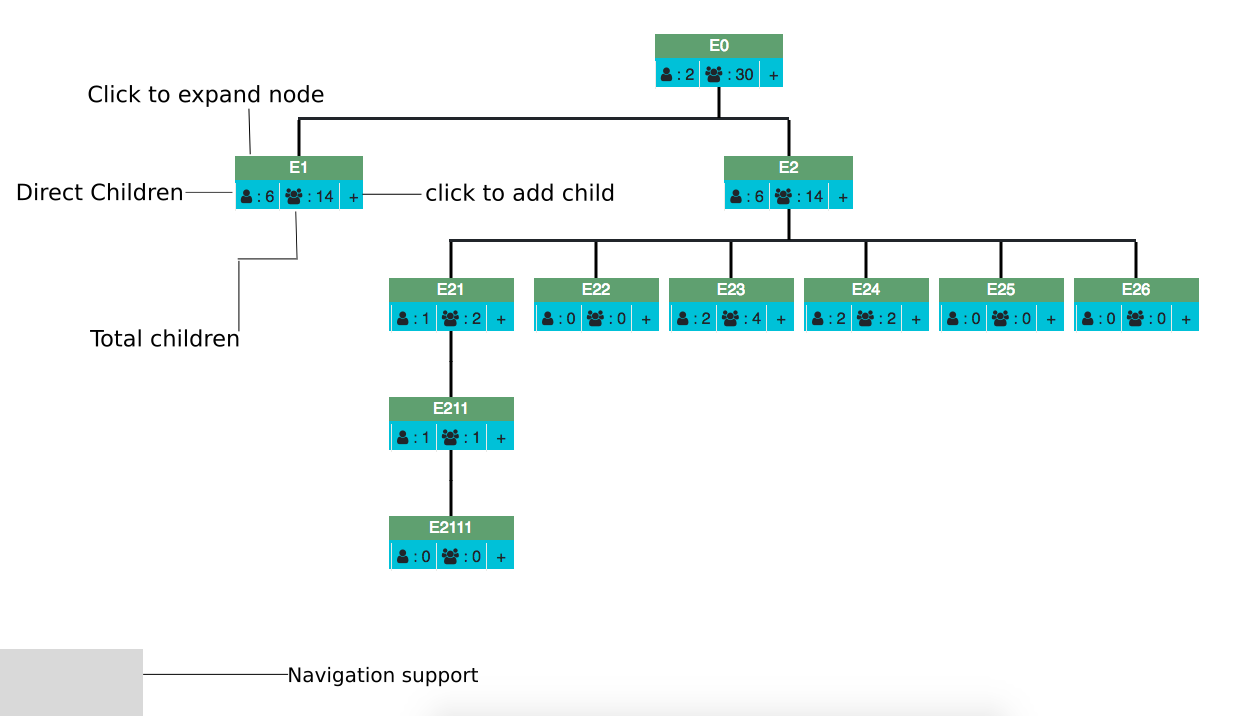 E0
: 2 : 30 +
Click to expand node
E1
E2
Direct Children
: 6 : 14 +
click to add child
: 6 : 14 +
E21
E22
E23
E24
E25
E26
: 1 : 2 +
: 0 : 0 +
: 2 : 4 +
: 2 : 2 +
: 0 : 0 +
: 0 : 0 +
Total children
E211
: 1 : 1 +
E2111
: 0 : 0 +
Navigation support